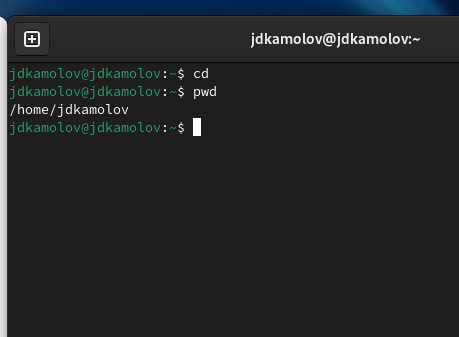 jdkamolov@jdkamolov:~
jdkamolov@jdkamolov:~$ cd
jdkamolov@jdkamolov:~$ pwd
/home/jdkamolov
jdkamolov@jdkamolov:~$